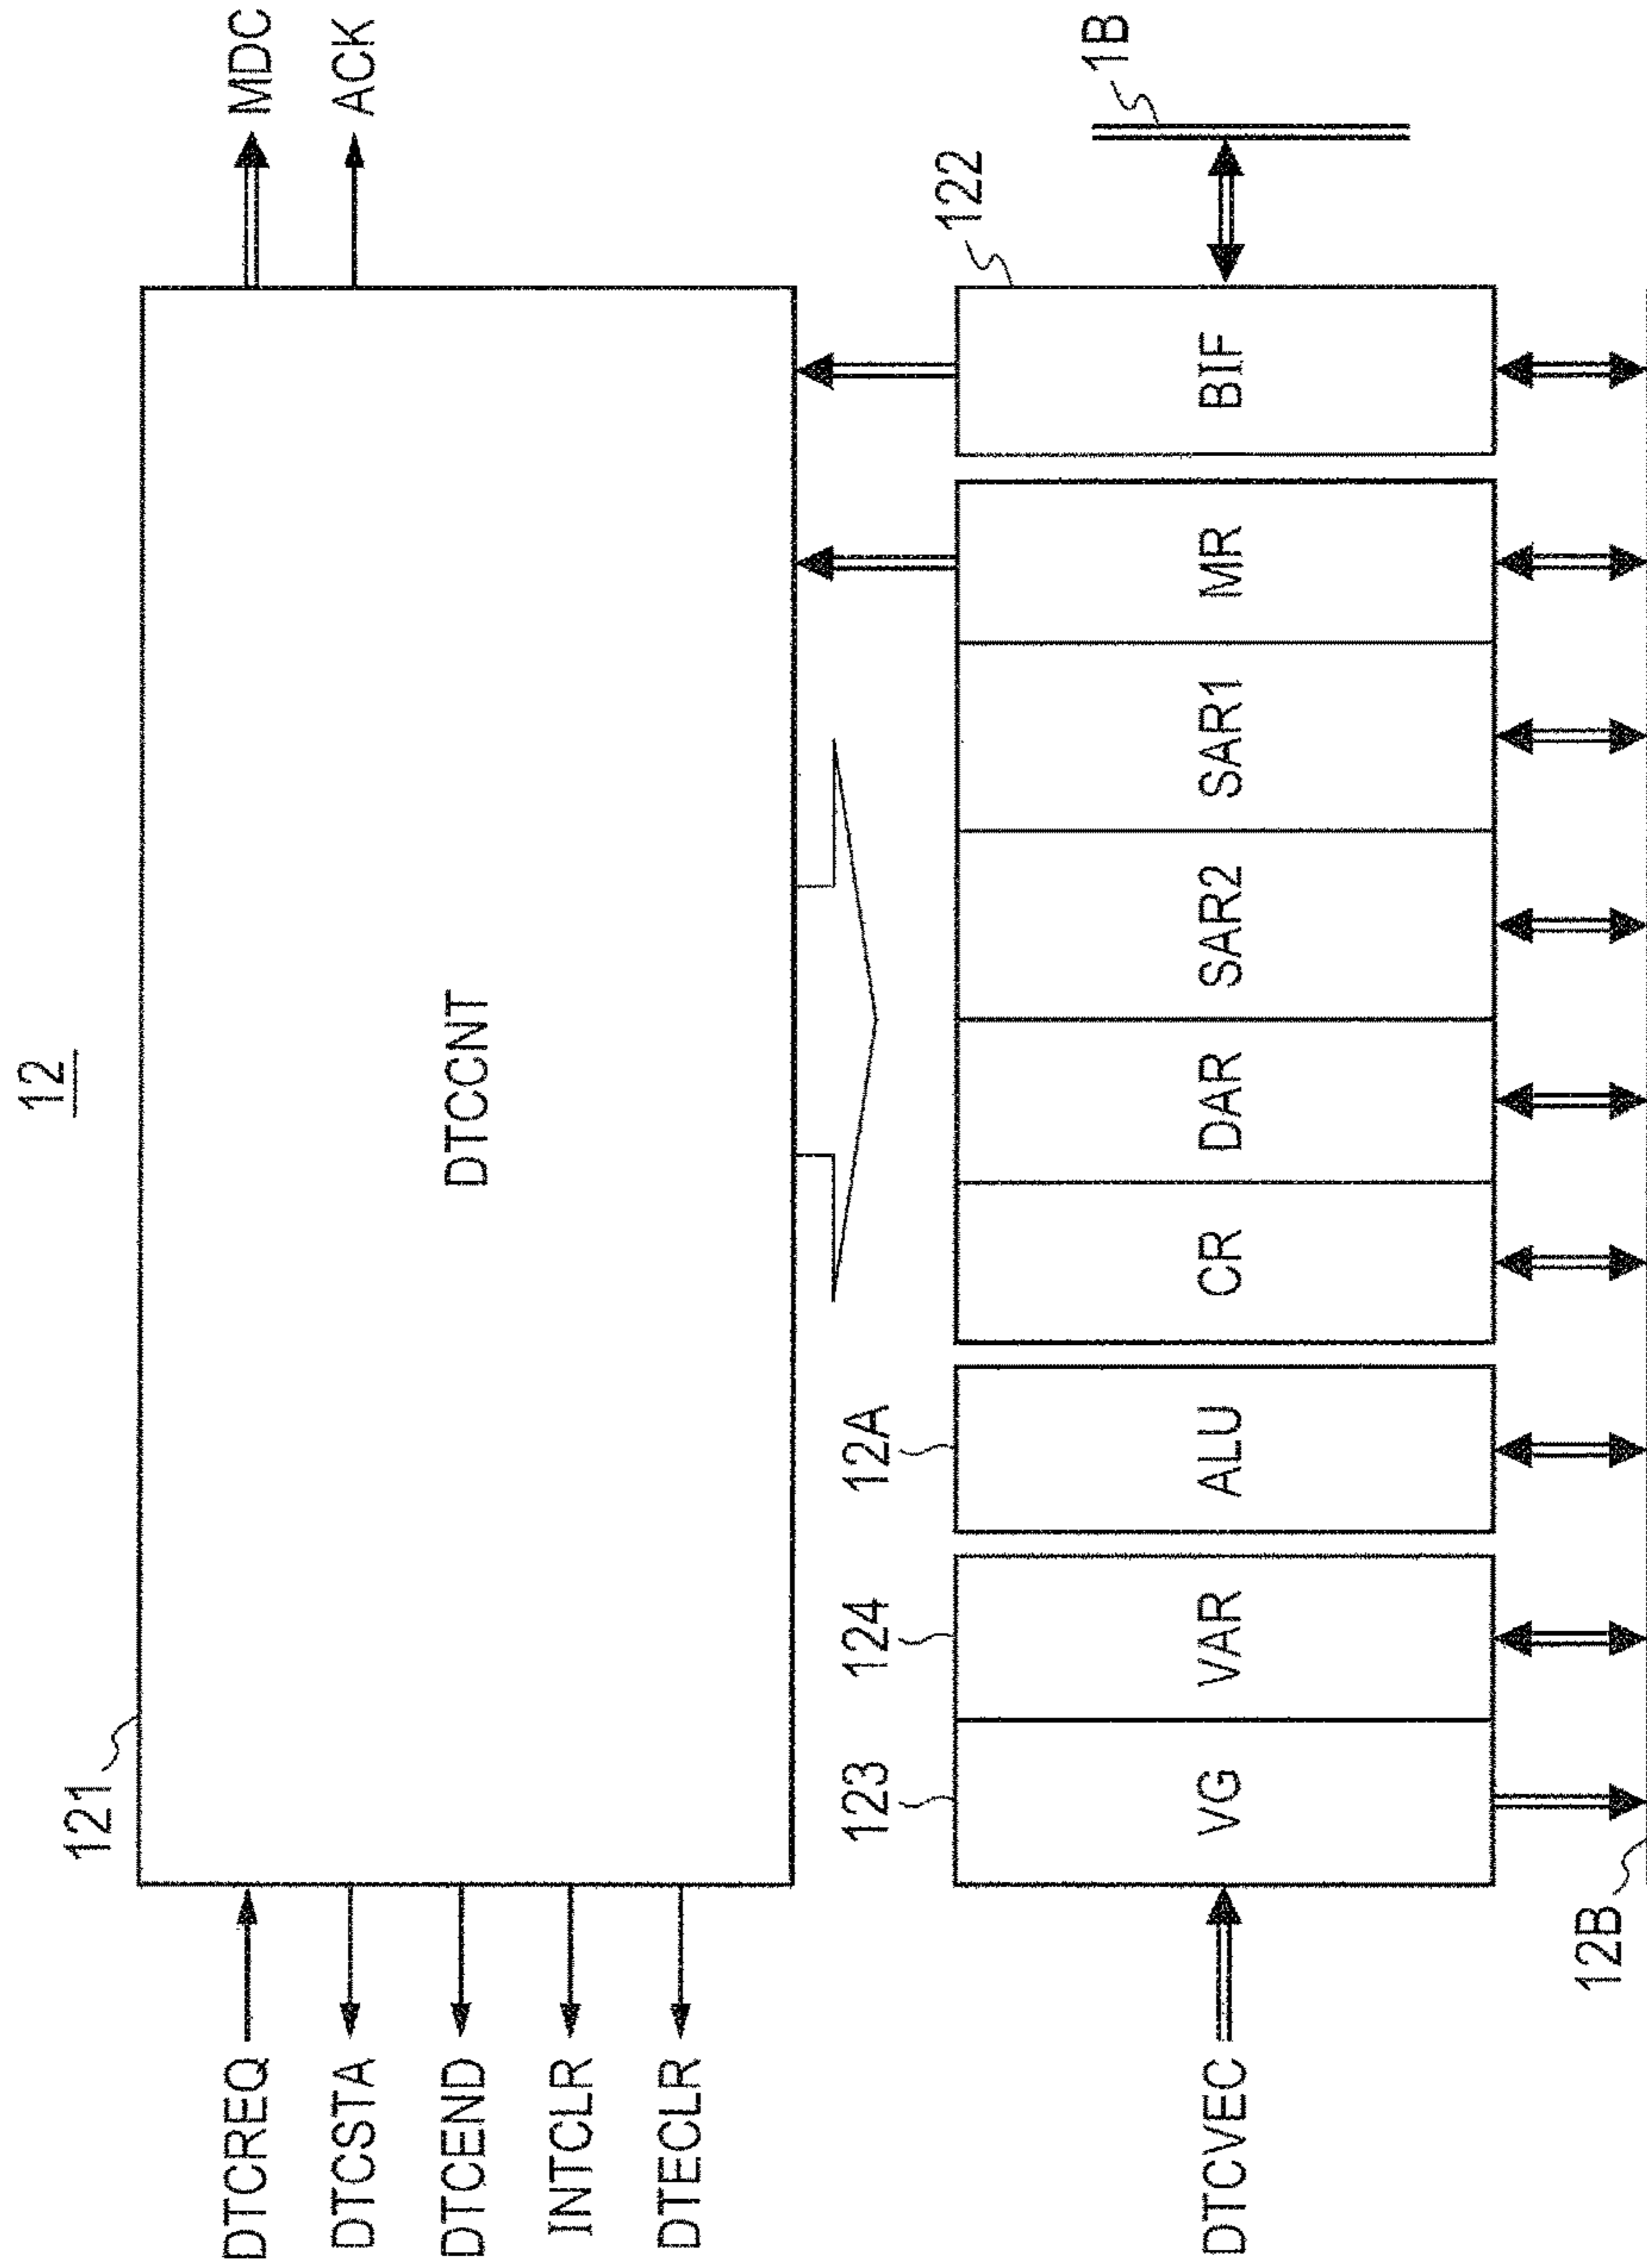 12
121
DTCCNT
DTCREQ
DTCSTA
DTCEND
INTCLR
DTECLR
MDC
ACK
123
124
12A
122
1B
DTCVEC
VG
VAR
ALU
CR
DAR
SAR2
SAR1
MR
BIF
12B